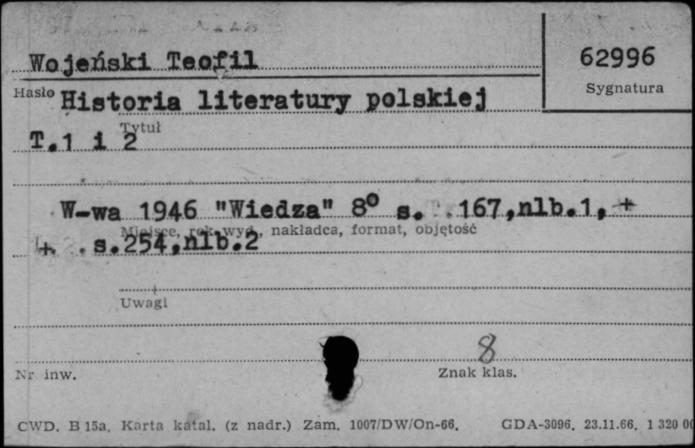 Wojeński Teofil
62996
Sygnatura
Hasło Historia literatury polskiej
Tytuł
T.1 i 2
W-wa 1946 "Wiedza" 8° s. 167,nlb.1, +
Miejsce, rok wyd., nakładca, format, objętość
+ s.254,nlb.2
Uwagi
8
Nr inw.
Znak klas.
CWD. B 15a. Karta katal. (z nadr.) Zam. 1007/DW/On-66. GDA-3096. 23.11.66. 1 320 0